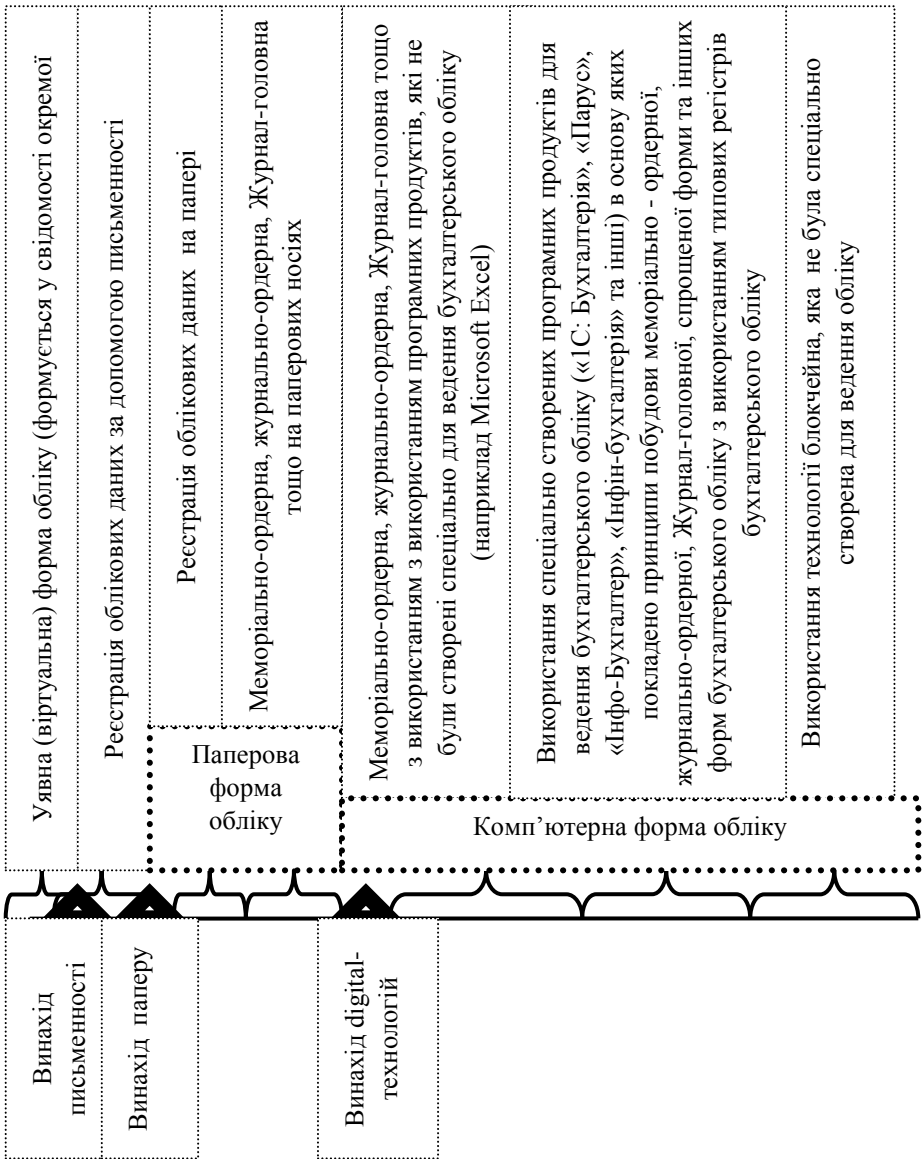 Уявна (віртуальна) форма обліку (формується у свідомості окремої
Реєстрація облікових даних за допомогою письменності
Реєстрація облікових даних на папері
Меморіально-ордерна, журнально-ордерна, Журнал-головна
тощо на паперових носіях
Меморіально-ордерна, журнально-ордерна, Журнал-головна тощо
з використанням з використанням програмних продуктів, які не
були створені спеціально для ведення бухгалтерського обліку
(наприклад Microsoft Excel)
Використання спеціально створених програмних продуктів для
ведення бухгалтерського обліку («1С: Бухгалтерія», «Парус»,
«Інфо-Бухгалтер», «Інфін-бухгалтерія» та інші) в основу яких
покладено принципи побудови меморіально - ордерної,
журнально-ордерної, Журнал-головної, спрощеної форми та інших
форм бухгалтерського обліку з використанням типових регістрів
бухгалтерського обліку
Використання технології блокчейна, яка не була спеціально
створена для ведення обліку
Паперова
форма
обліку
Комп’ютерна форма обліку
Винахід
письменності
Винахід паперу
Винахід digital-
технологій